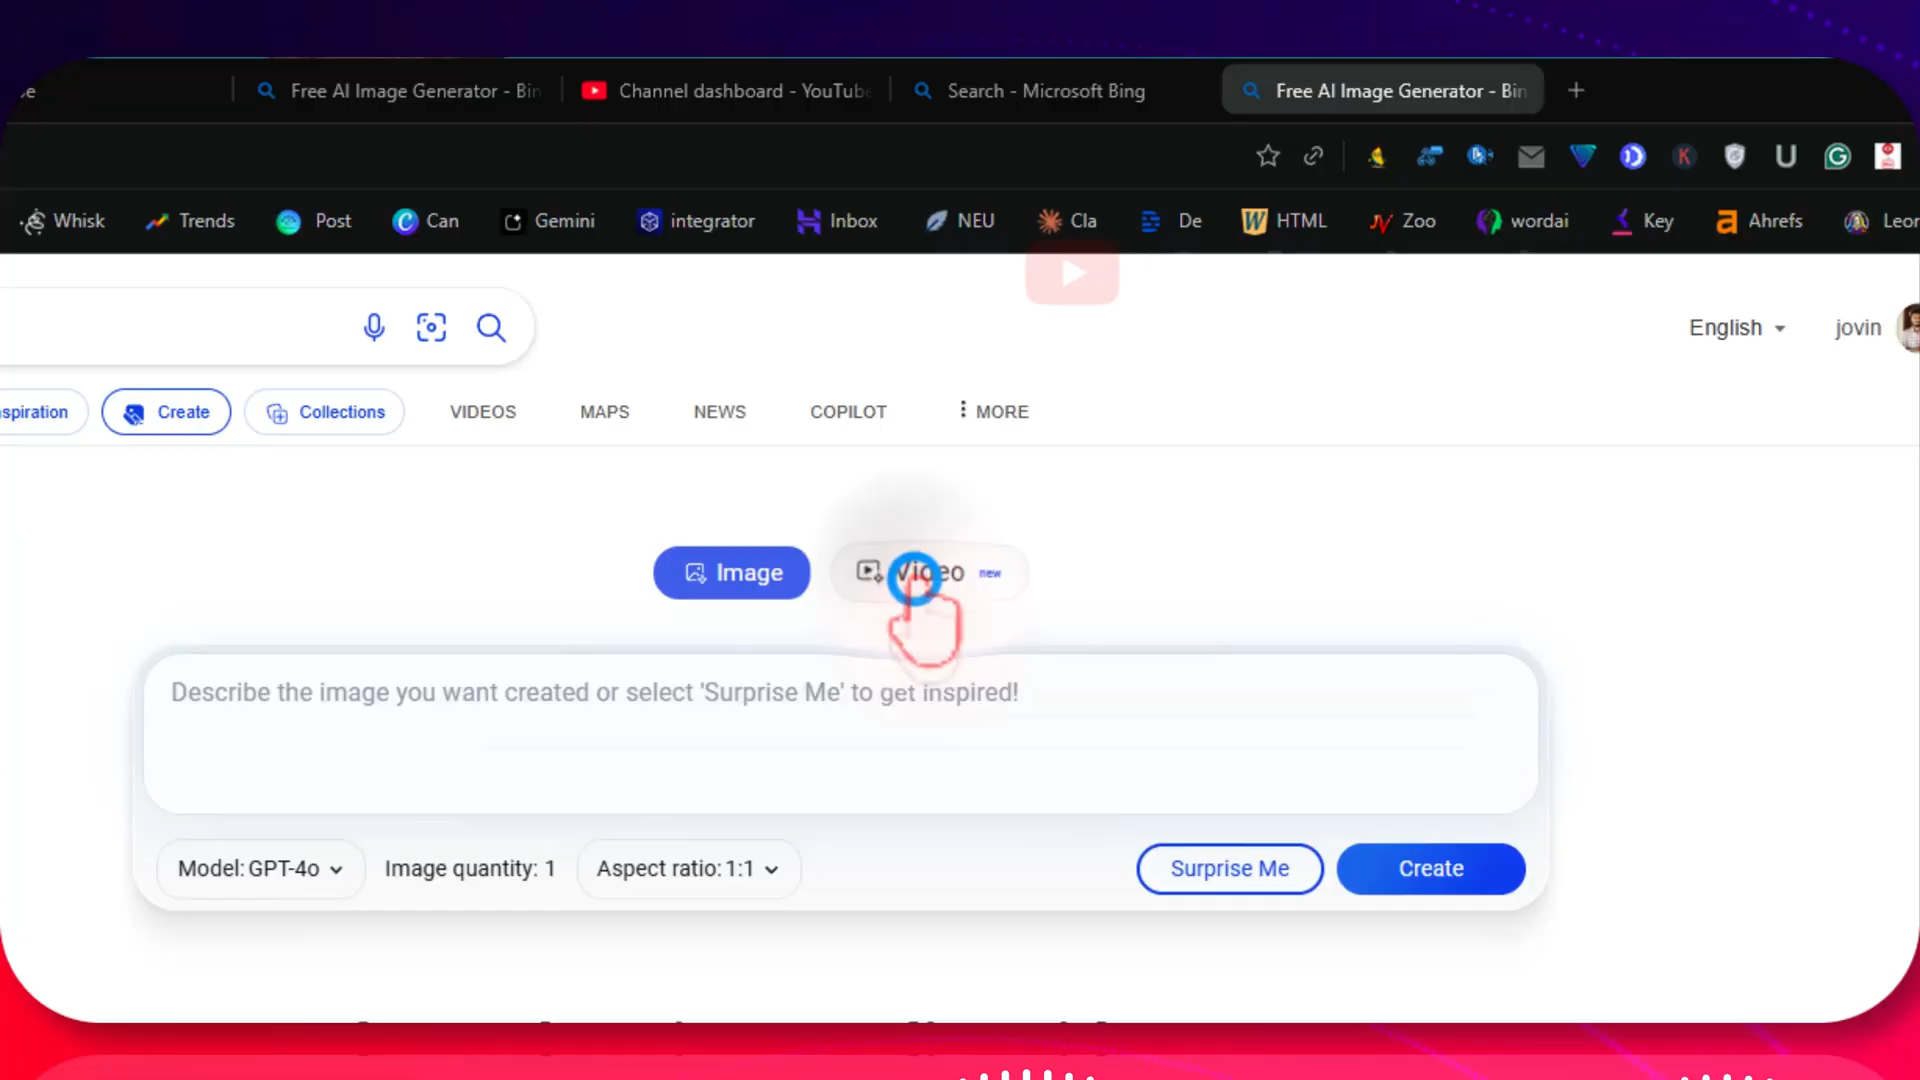 Free AI Image Generator - Bin
Channel dashboard - YouTube
Search - Microsoft Bing
Free AI Image Generator - Bin
Whisk
Trends
Post
Can
Gemini
integrator
Inbox
NEU
Cla
De
HTML
Zoo
wordai
Key
Ahrefs
Leor
English
jovin
spiration
Create
Collections
VIDEOS
MAPS
NEWS
COPILOT
MORE
Image
Video new
Describe the image you want created or select 'Surprise Me' to get inspired!
Model: GPT-4o
Image quantity: 1
Aspect ratio: 1:1
Surprise Me
Create